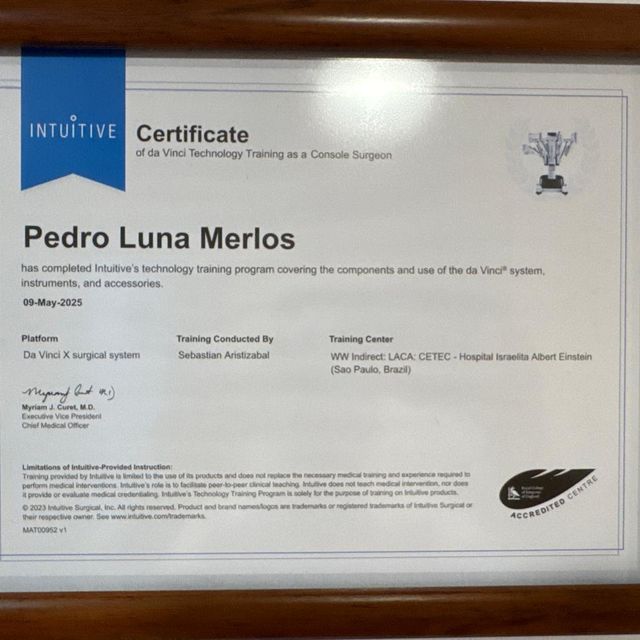 INTUITIVE
Certificate
of da Vinci Technology Training as a Console Surgeon
Pedro Luna Merlos
has completed Intuitive's technology training program covering the components and use of the da Vinci® system,
instruments, and accessories.
09-May-2025
Platform
Da Vinci X surgical system
Training Conducted By
Sebastian Aristizabal
Training Center
WW Indirect: LACA: CETEC - Hospital Israelita Albert Einstein
(Sao Paulo, Brazil)
Myriam J. Curet, M.D.
Executive Vice President
Chief Medical Officer
Limitations of Intuitive-Provided Instruction:
Training provided by Intuitive is limited to the use of its products and does not replace the necessary medical training and experience required to
perform medical interventions. Intuitive's role is to facilitate peer-to-peer clinical teaching. Intuitive does not teach medical intervention, nor does
it provide or evaluate medical credentialing. Intuitive's Technology Training Program is solely for the purpose of training on Intuitive products.
© 2023 Intuitive Surgical, Inc. All rights reserved. Product and brand names/logos are trademarks or registered trademarks of Intuitive Surgical or
their respective owner. See www.intuitive.com/trademarks.
MAT00952 v1
Royal College
of Surgeons
of England
ACCREDITED CENTRE